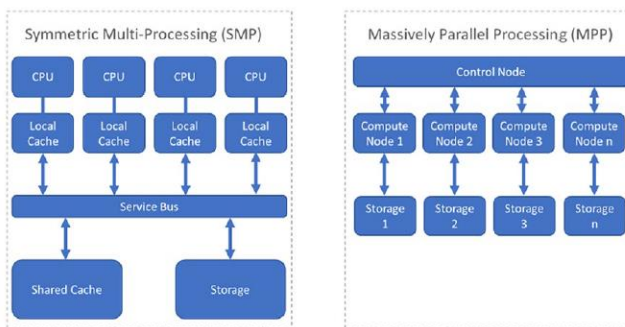 Symmetric Multi-Processing (SMP)
CPU
CPU
CPU
CPU
Local
Cache
Local
Cache
Local
Cache
Local
Cache
Service Bus
Shared Cache
Storage
Massively Parallel Processing (MPP)
Control Node
Compute
Node 1
Compute
Node 2
Compute
Node 3
Compute
Node n
Storage
1
Storage
2
Storage
3
Storage
n